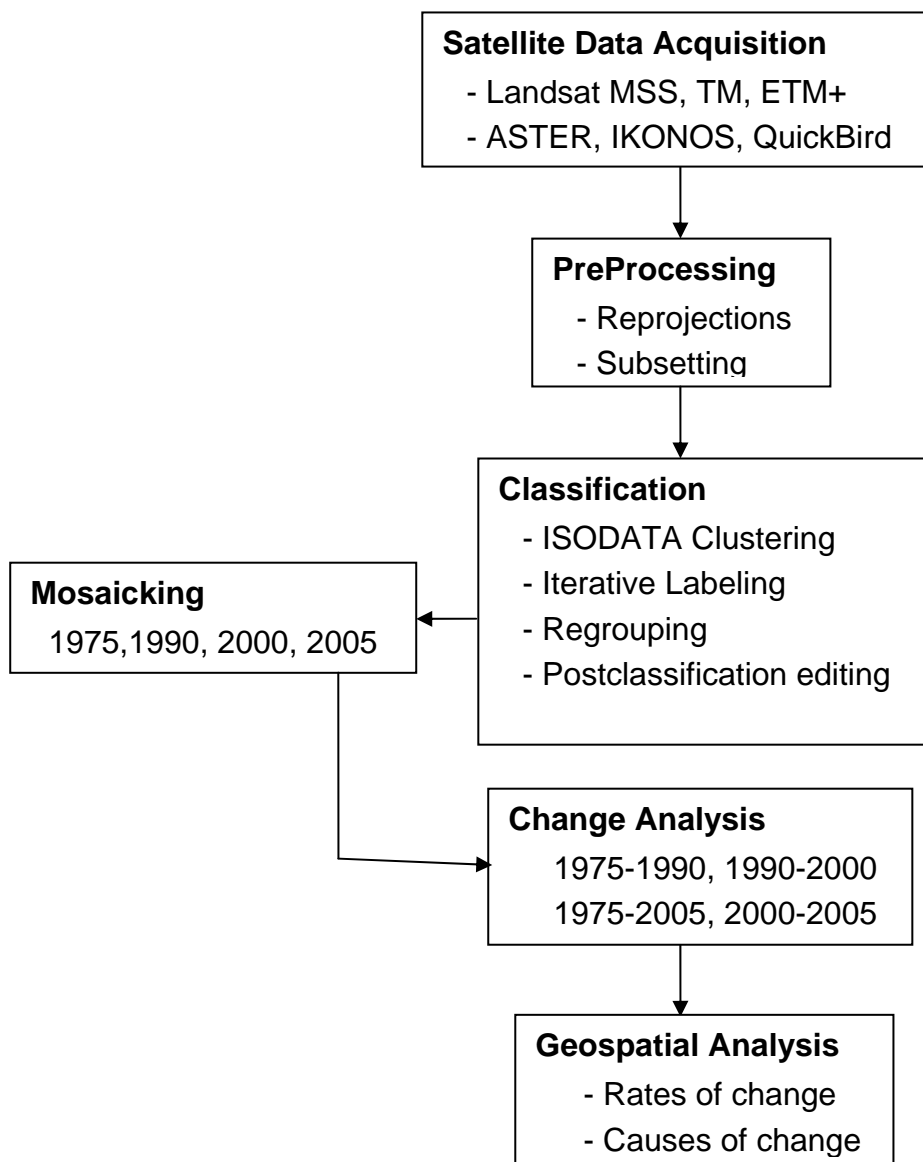 Satellite Data Acquisition
- Landsat MSS, TM, ETM+
- ASTER, IKONOS, QuickBird
PreProcessing
- Reprojections
- Subsetting
Classification
- ISODATA Clustering
- Iterative Labeling
- Regrouping
- Postclassification editing
Mosaicking
1975,1990, 2000, 2005
Change Analysis
1975-1990, 1990-2000
1975-2005, 2000-2005
Geospatial Analysis
- Rates of change
- Causes of change